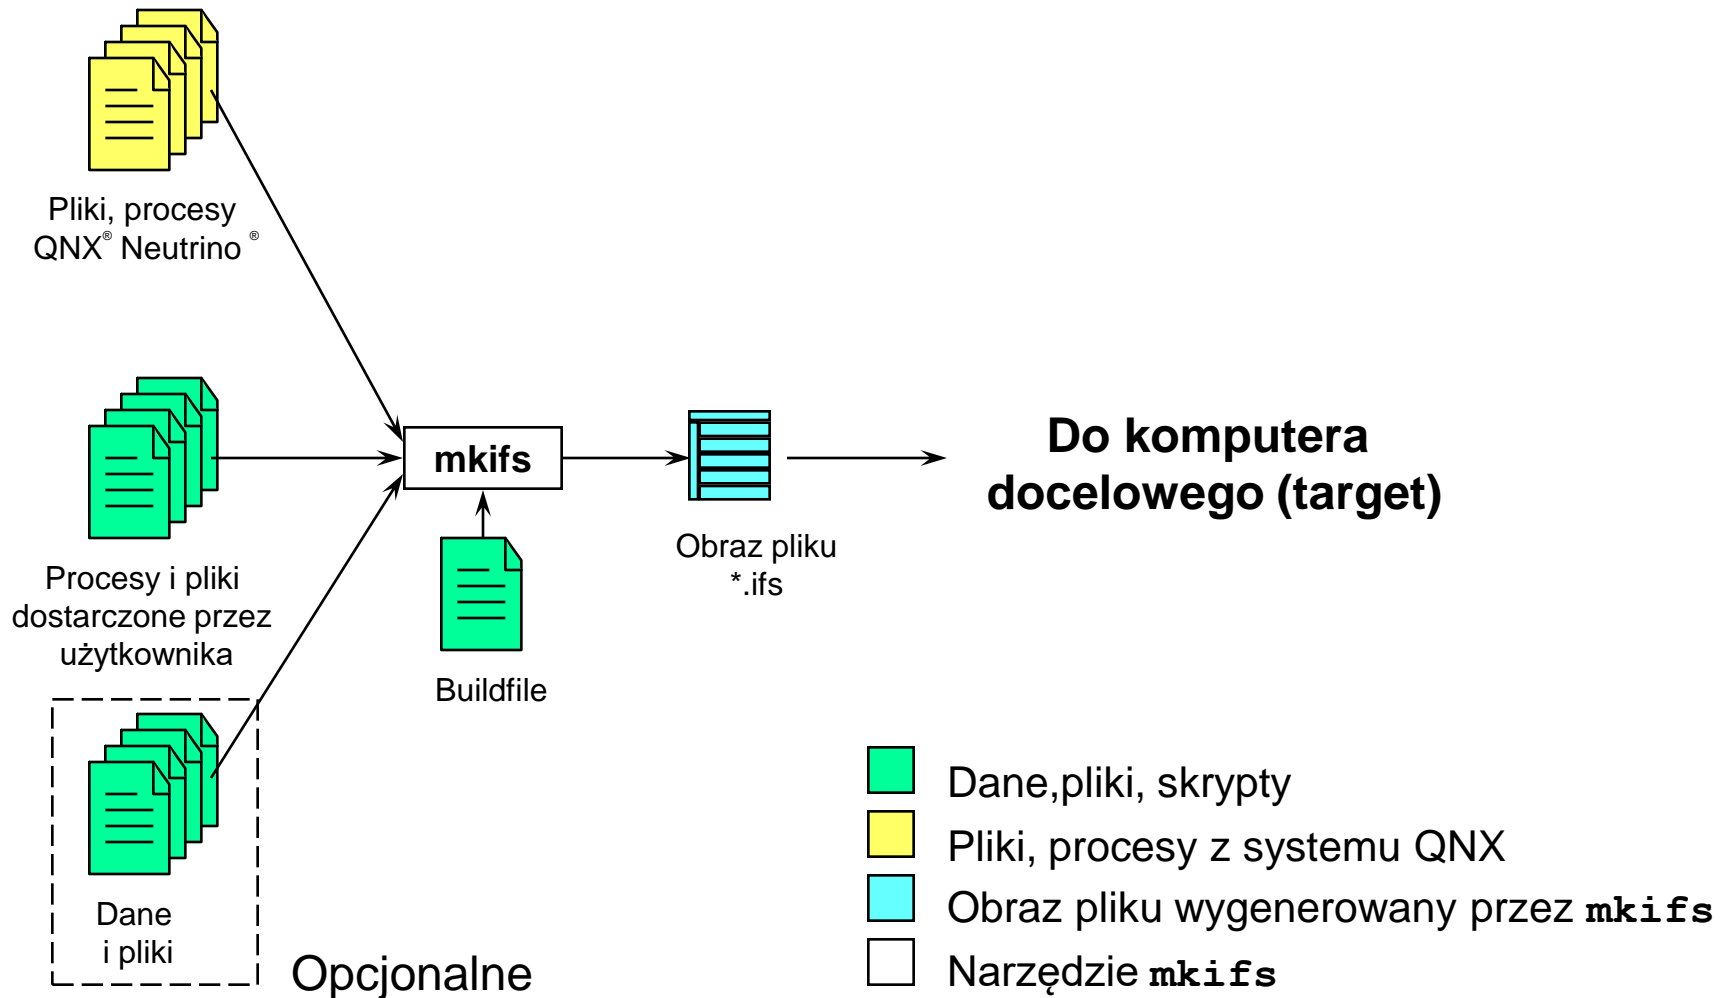 Pliki, procesy
QNX® Neutrino ®
Procesy i pliki
dostarczone przez
użytkownika
Dane
i pliki
Opcjonalne
mkifs
Buildfile
Obraz pliku
*.ifs
Do komputera
docelowego (target)
Dane,pliki, skrypty
Pliki, procesy z systemu QNX
Obraz pliku wygenerowany przez mkifs
Narzędzie mkifs